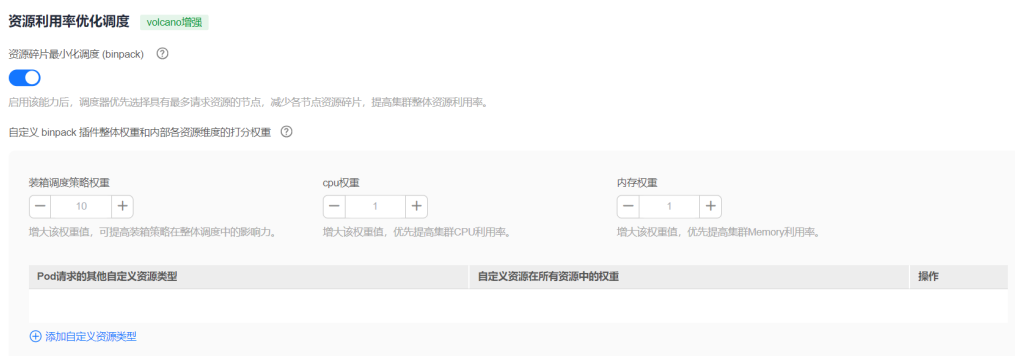 资源利用率优化调度 volcano增强
资源碎片最小化调度 (binpack) ?
启用该能力后，调度器优先选择具有最多请求资源的节点，减少各节点资源碎片，提高集群整体资源利用率。
自定义 binpack 插件整体权重和内部各资源维度的打分权重 ?
装箱调度策略权重 cpu权重 内存权重
− 10 + − 1 + − 1 +
增大该权重值，可提高装箱策略在整体调度中的影响力。 增大该权重值，优先提高集群CPU利用率。 增大该权重值，优先提高集群Memory利用率。
Pod请求的其他自定义资源类型 自定义资源在所有资源中的权重 操作
添加自定义资源类型